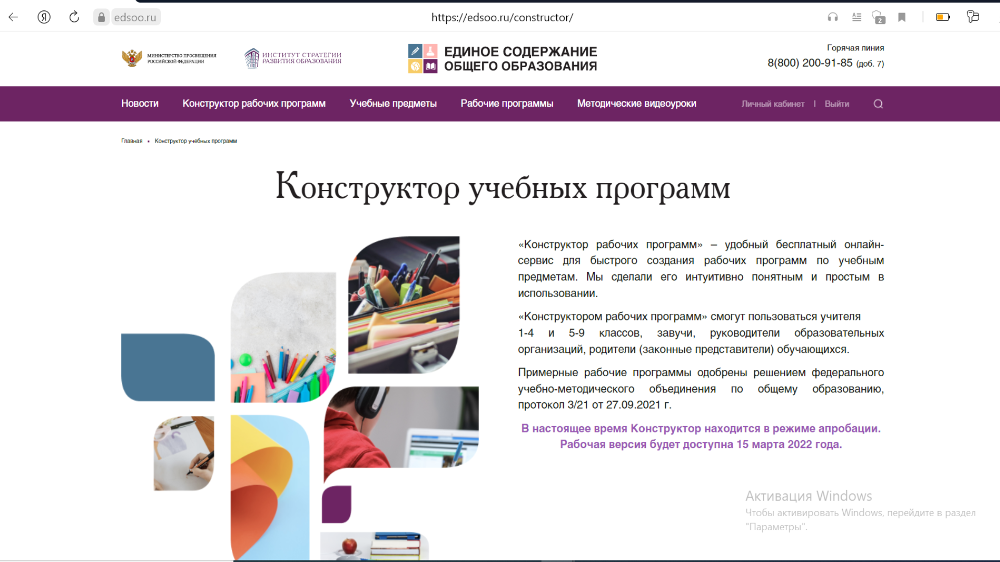 Я
edsoo.ru
https://edsoo.ru/constructor/
2
МИНИСТЕРСТВО ПРОСВЕЩЕНИЯ
РОССИЙСКОЙ ФЕДЕРАЦИИ
ИНСТИТУТ СТРАТЕГИИ
РАЗВИТИЯ ОБРАЗОВАНИЯ
ЕДИНОЕ СОДЕРЖАНИЕ
ОБЩЕГО ОБРАЗОВАНИЯ
Горячая линия
8(800) 200-91-85 (доб. 7)
Новости Конструктор рабочих программ Учебные предметы Рабочие программы Методические видеоуроки Личный кабинет | Выйти
Главная • Конструктор учебных программ
Конструктор учебных программ
«Конструктор рабочих программ» – удобный бесплатный онлайн-
сервис для быстрого создания рабочих программ по учебным
предметам. Мы сделали его интуитивно понятным и простым в
использовании.
«Конструктором рабочих программ» смогут пользоваться учителя
1-4 и 5-9 классов, завучи, руководители образовательных
организаций, родители (законные представители) обучающихся.
Примерные рабочие программы одобрены решением федерального
учебно-методического объединения по общему образованию,
протокол 3/21 от 27.09.2021 г.
В настоящее время Конструктор находится в режиме апробации.
Рабочая версия будет доступна 15 марта 2022 года.
Активация Windows
Чтобы активировать Windows, перейдите в раздел
"Параметры".